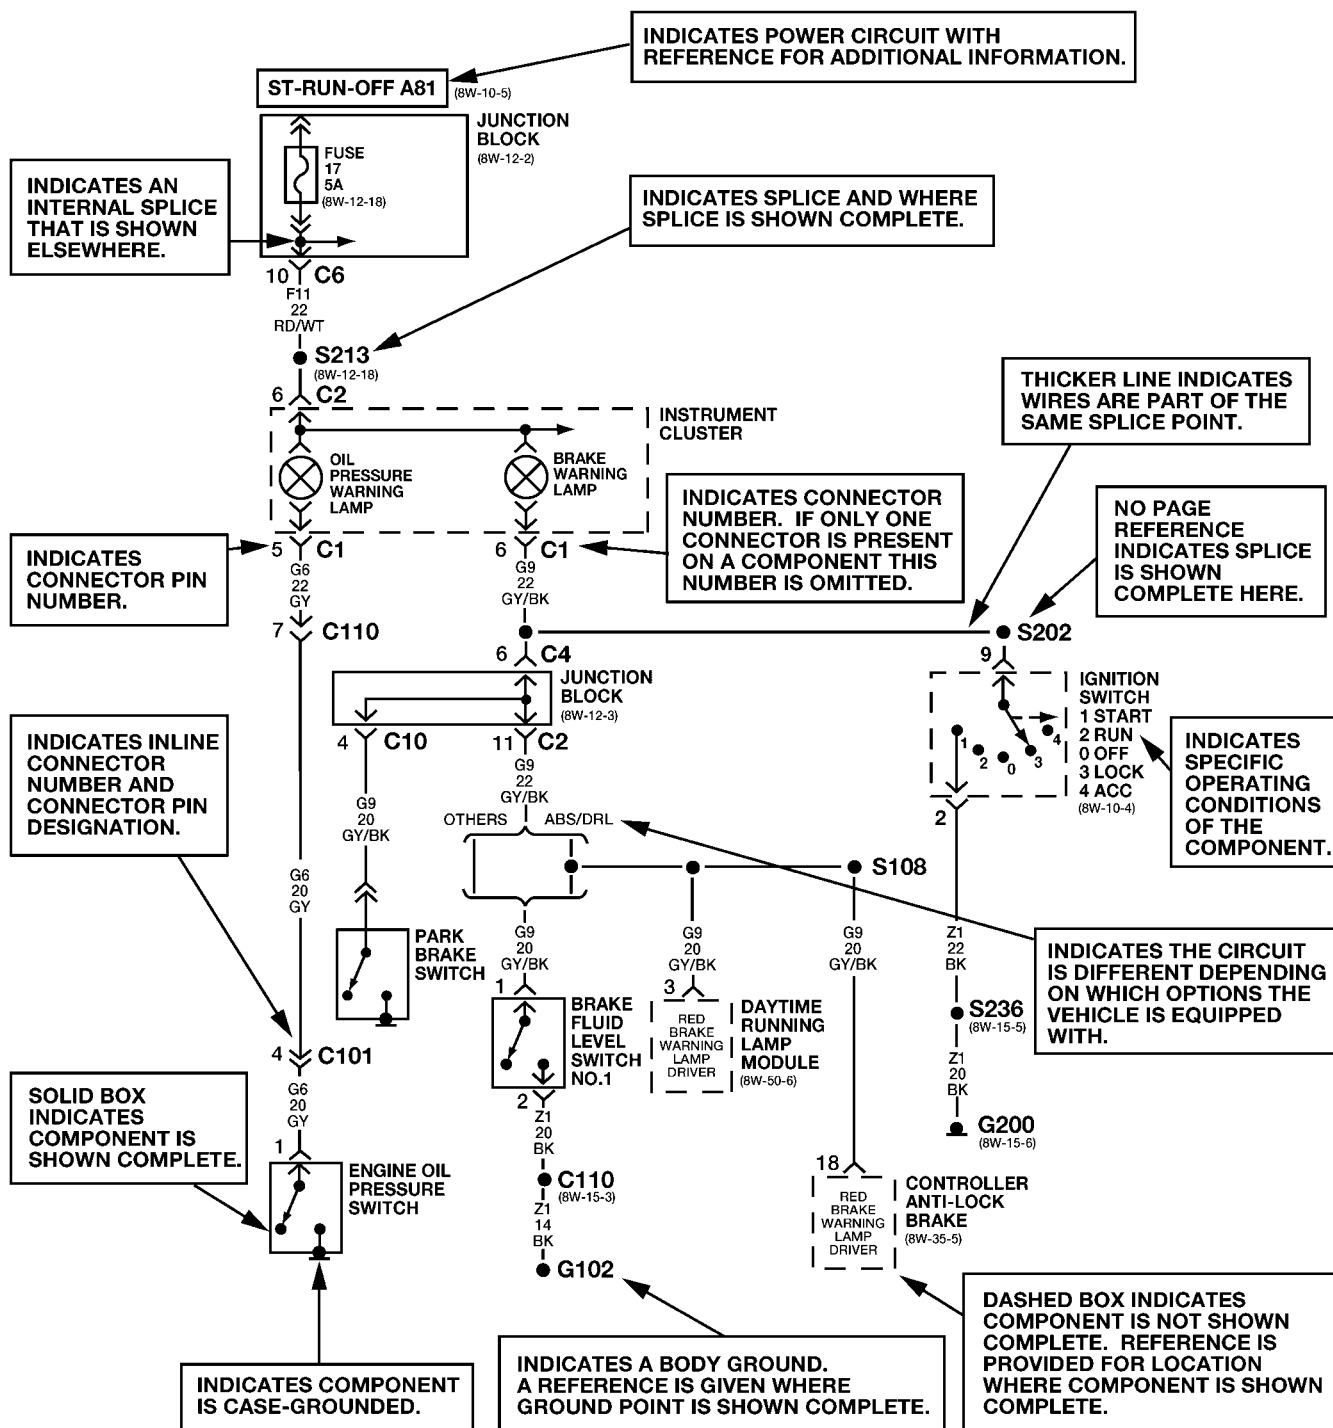 INDICATES POWER CIRCUIT WITH
REFERENCE FOR ADDITIONAL INFORMATION.
ST-RUN-OFF A81
(8W-10-5)
JUNCTION
BLOCK
(8W-12-2)
FUSE
17
5A
(8W-12-18)
INDICATES AN
INTERNAL SPLICE
THAT IS SHOWN
ELSEWHERE.
INDICATES SPLICE AND WHERE
SPLICE IS SHOWN COMPLETE.
10 C6
F11
22
RD/WT
S213
(8W-12-18)
6 C2
INSTRUMENT
CLUSTER
OIL
PRESSURE
WARNING
LAMP
BRAKE
WARNING
LAMP
THICKER LINE INDICATES
WIRES ARE PART OF THE
SAME SPLICE POINT.
INDICATES CONNECTOR
NUMBER. IF ONLY ONE
CONNECTOR IS PRESENT
ON A COMPONENT THIS
NUMBER IS OMITTED.
NO PAGE
REFERENCE
INDICATES SPLICE
IS SHOWN
COMPLETE HERE.
INDICATES
CONNECTOR PIN
NUMBER.
5 C1
G6
22
GY
7 C110
6 C1
G9
22
GY/BK
S202
6 C4
JUNCTION
BLOCK
(8W-12-3)
4 C10
11 C2
9
IGNITION
SWITCH
1 START
2 RUN
0 OFF
3 LOCK
4 ACC
(8W-10-4)
1
2
0
3
4
2
INDICATES
SPECIFIC
OPERATING
CONDITIONS
OF THE
COMPONENT.
INDICATES INLINE
CONNECTOR
NUMBER AND
CONNECTOR PIN
DESIGNATION.
G9
20
GY/BK
G9
22
GY/BK
OTHERS ABS/DRL
S108
G6
20
GY
PARK
BRAKE
SWITCH
G9
20
GY/BK
G9
20
GY/BK
G9
20
GY/BK
Z1
22
BK
INDICATES THE CIRCUIT
IS DIFFERENT DEPENDING
ON WHICH OPTIONS THE
VEHICLE IS EQUIPPED
WITH.
1
BRAKE
FLUID
LEVEL
SWITCH
NO.1
3
RED
BRAKE
WARNING
LAMP
DRIVER
DAYTIME
RUNNING
LAMP
MODULE
(8W-50-6)
S236
(8W-15-5)
Z1
20
BK
G200
(8W-15-6)
4 C101
G6
20
GY
1
SOLID BOX
INDICATES
COMPONENT IS
SHOWN COMPLETE.
ENGINE OIL
PRESSURE
SWITCH
2
Z1
20
BK
C110
(8W-15-3)
Z1
14
BK
G102
18
RED
BRAKE
WARNING
LAMP
DRIVER
CONTROLLER
ANTI-LOCK
BRAKE
(8W-35-5)
INDICATES COMPONENT
IS CASE-GROUNDED.
INDICATES A BODY GROUND.
A REFERENCE IS GIVEN WHERE
GROUND POINT IS SHOWN COMPLETE.
DASHED BOX INDICATES
COMPONENT IS NOT SHOWN
COMPLETE. REFERENCE IS
PROVIDED FOR LOCATION
WHERE COMPONENT IS SHOWN
COMPLETE.